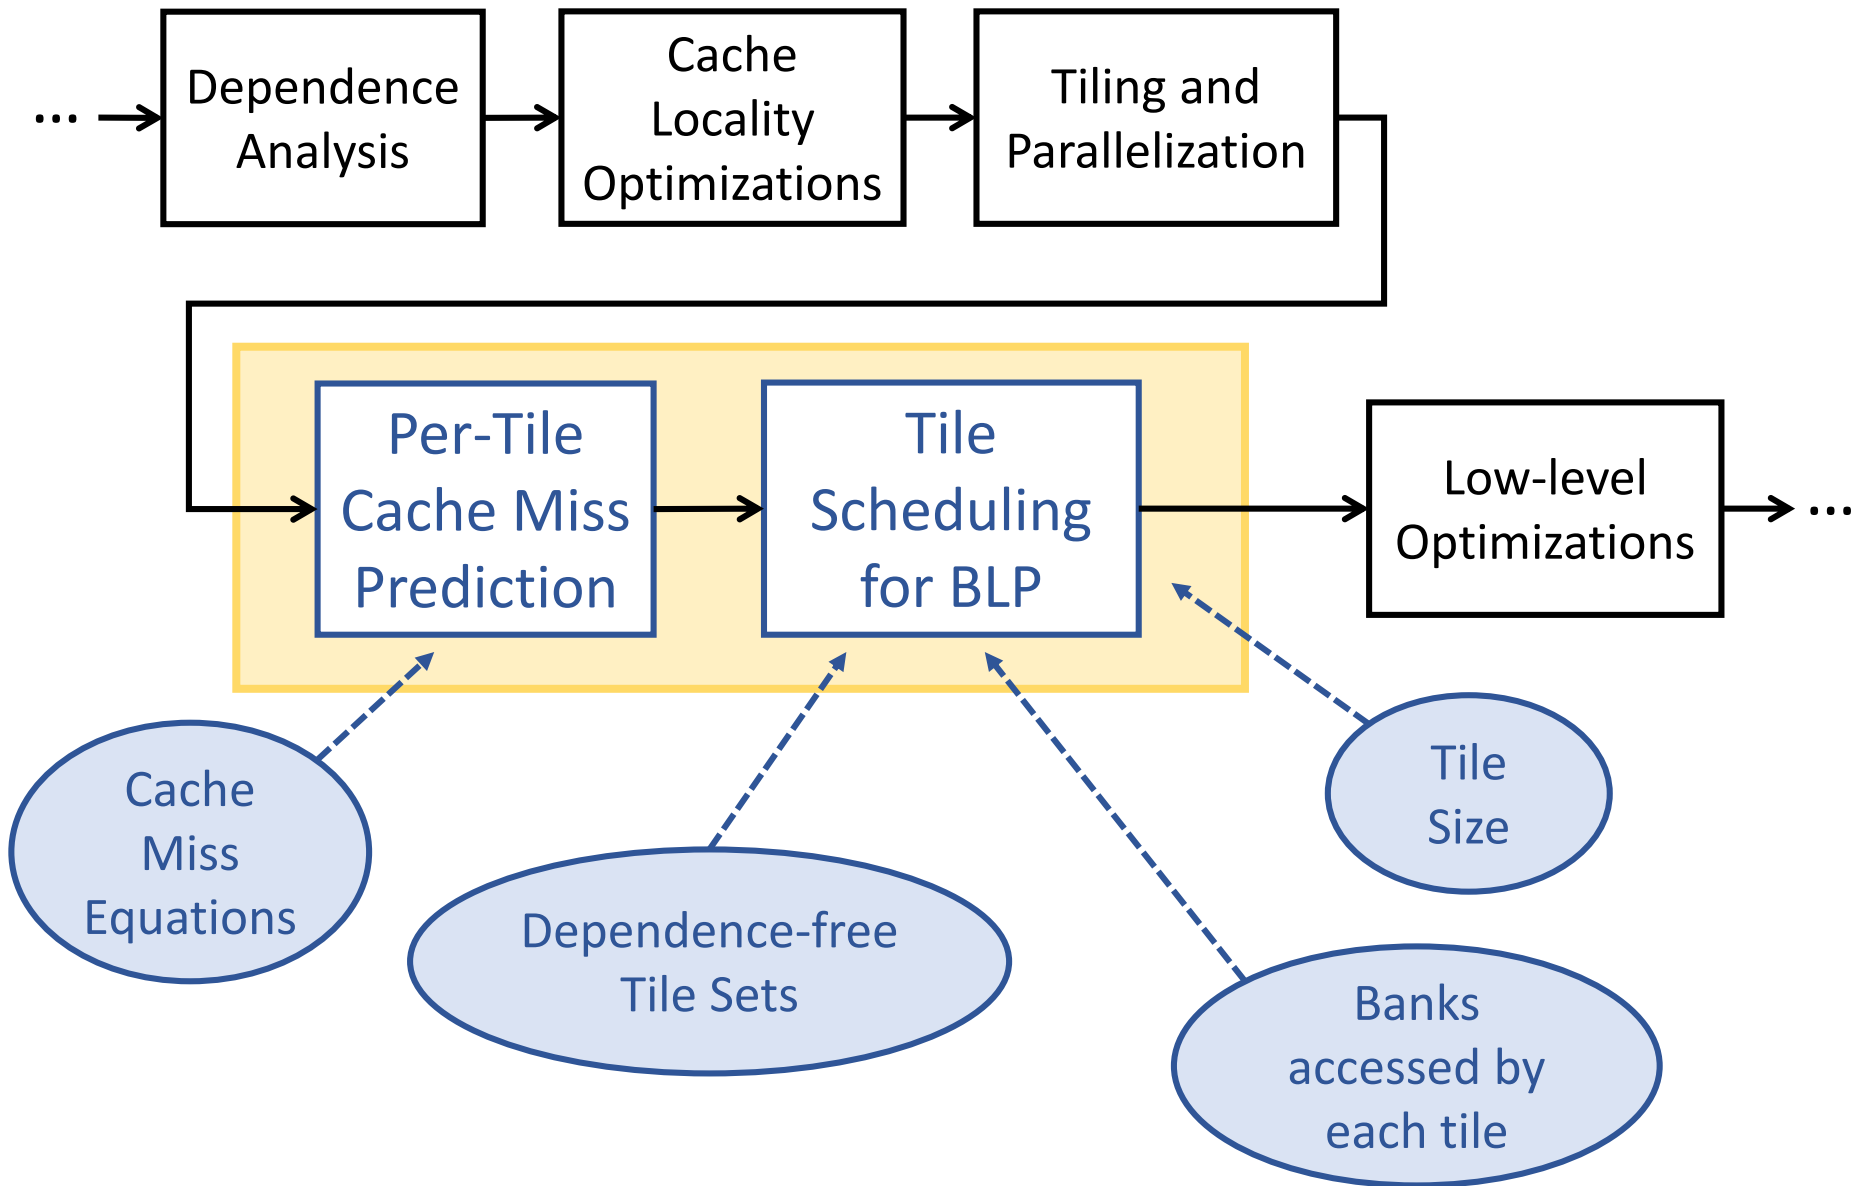 ...
Dependence
Analysis
Cache
Locality
Optimizations
Tiling and
Parallelization
Per-Tile
Cache Miss
Prediction
Tile
Scheduling
for BLP
Low-level
Optimizations
...
Cache
Miss
Equations
Dependence-free
Tile Sets
Banks
accessed by
each tile
Tile
Size